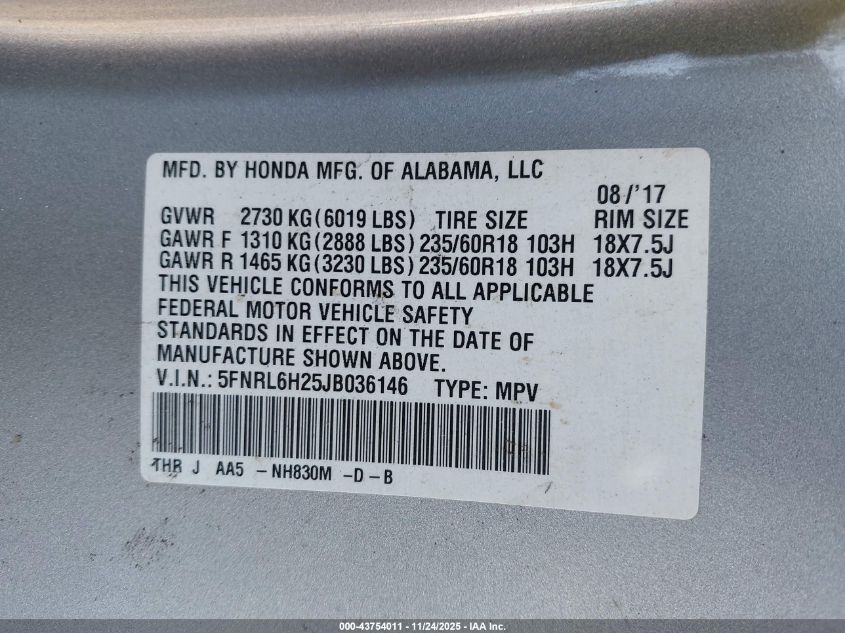 MFD. BY HONDA MFG. OF ALABAMA, LLC
08/'17
GVWR 2730 KG (6019 LBS) TIRE SIZE RIM SIZE
GAWR F 1310 KG (2888 LBS) 235/60R18 103H 18X7.5J
GAWR R 1465 KG (3230 LBS) 235/60R18 103H 18X7.5J
THIS VEHICLE CONFORMS TO ALL APPLICABLE
FEDERAL MOTOR VEHICLE SAFETY
STANDARDS IN EFFECT ON THE DATE OF
MANUFACTURE SHOWN ABOVE.
V.I.N.: 5FNRL6H25JB036146 TYPE: MPV
THR J AA5 -NH830M -D-B
000-43754011 - 11/24/2025 - IAA Inc.